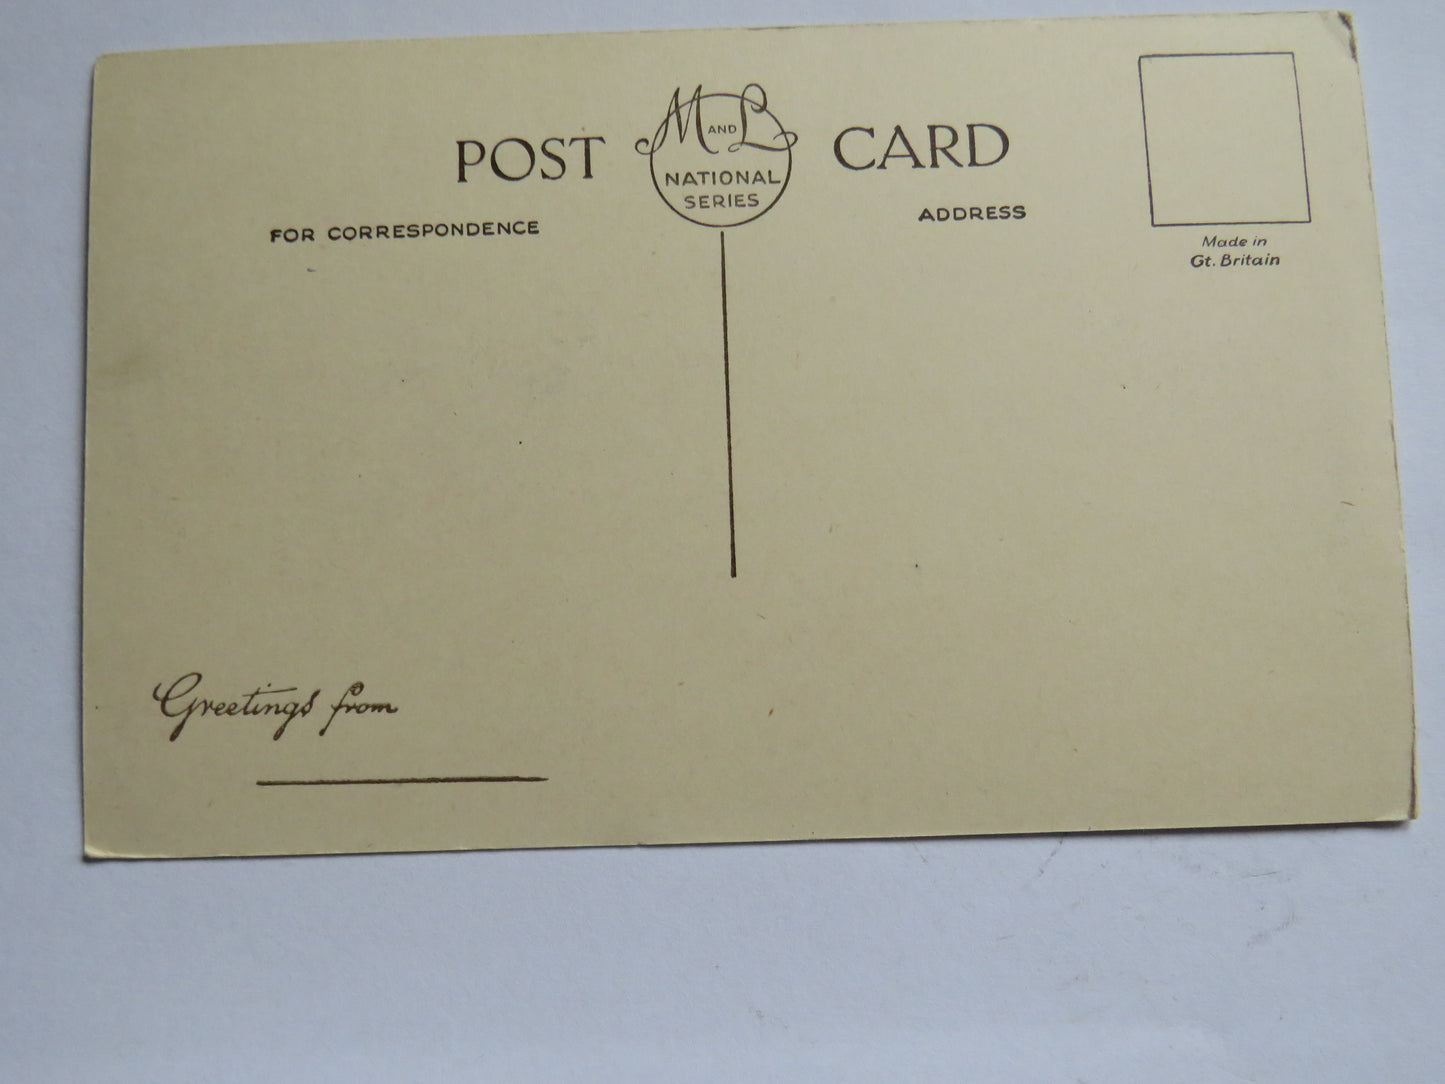 POST M AND L CARD
NATIONAL
SERIES
FOR CORRESPONDENCE
ADDRESS
Made in
Gt. Britain
Greetings from